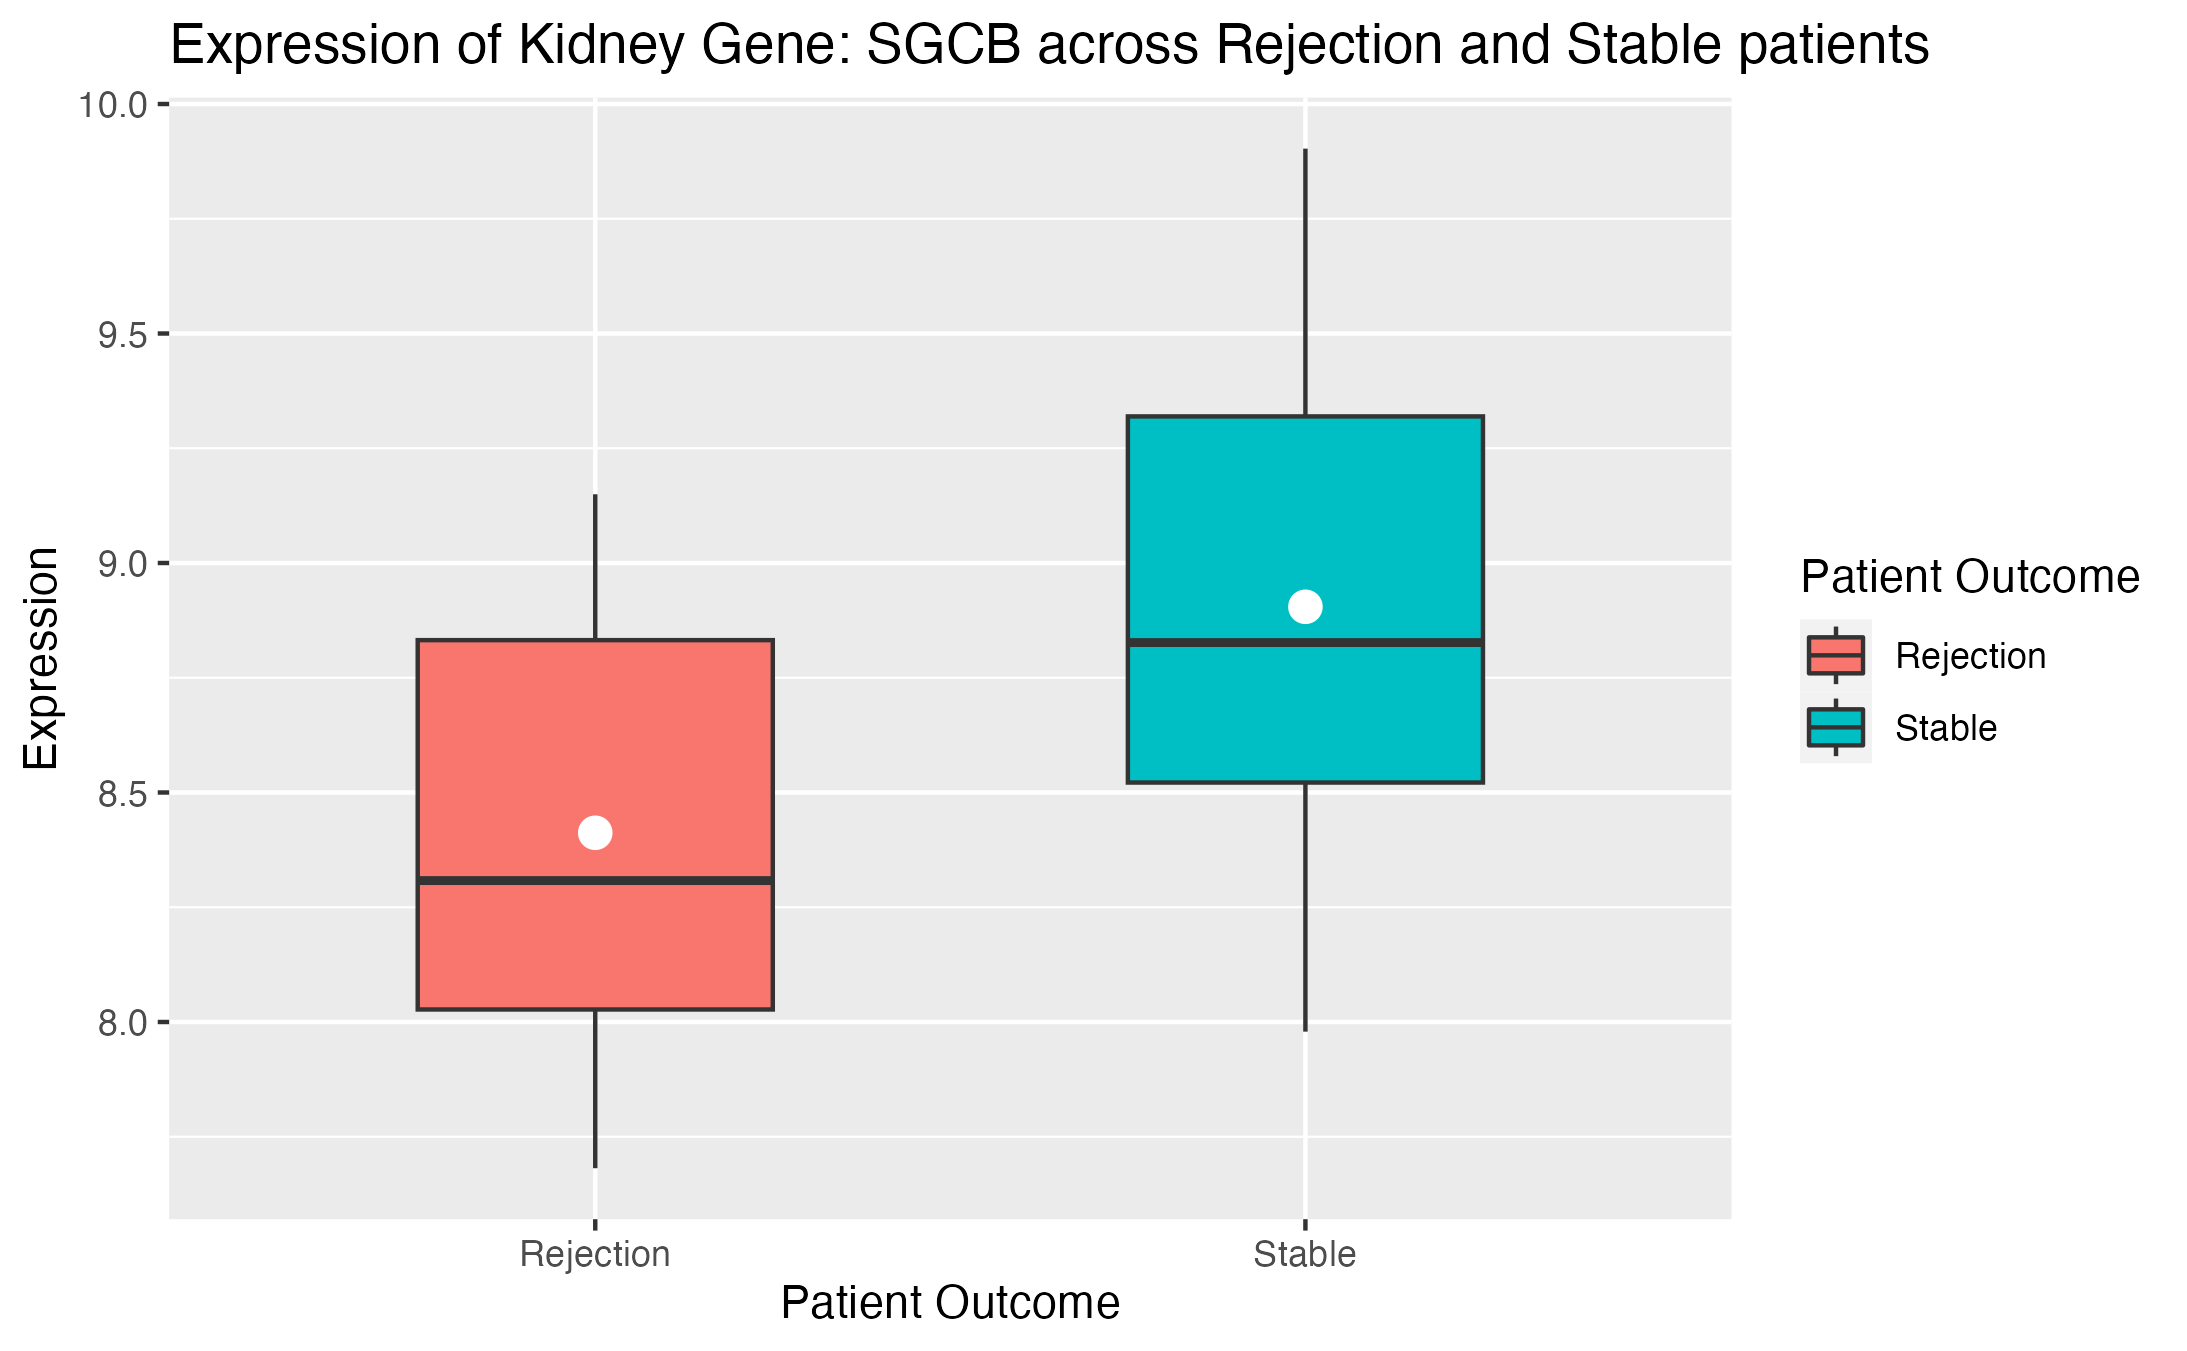 Expression of Kidney Gene: SGCB across Rejection and Stable patients
10.0
9.5
9.0
8.5
8.0
Expression
Rejection
Stable
Patient Outcome
Patient Outcome
Rejection
Stable